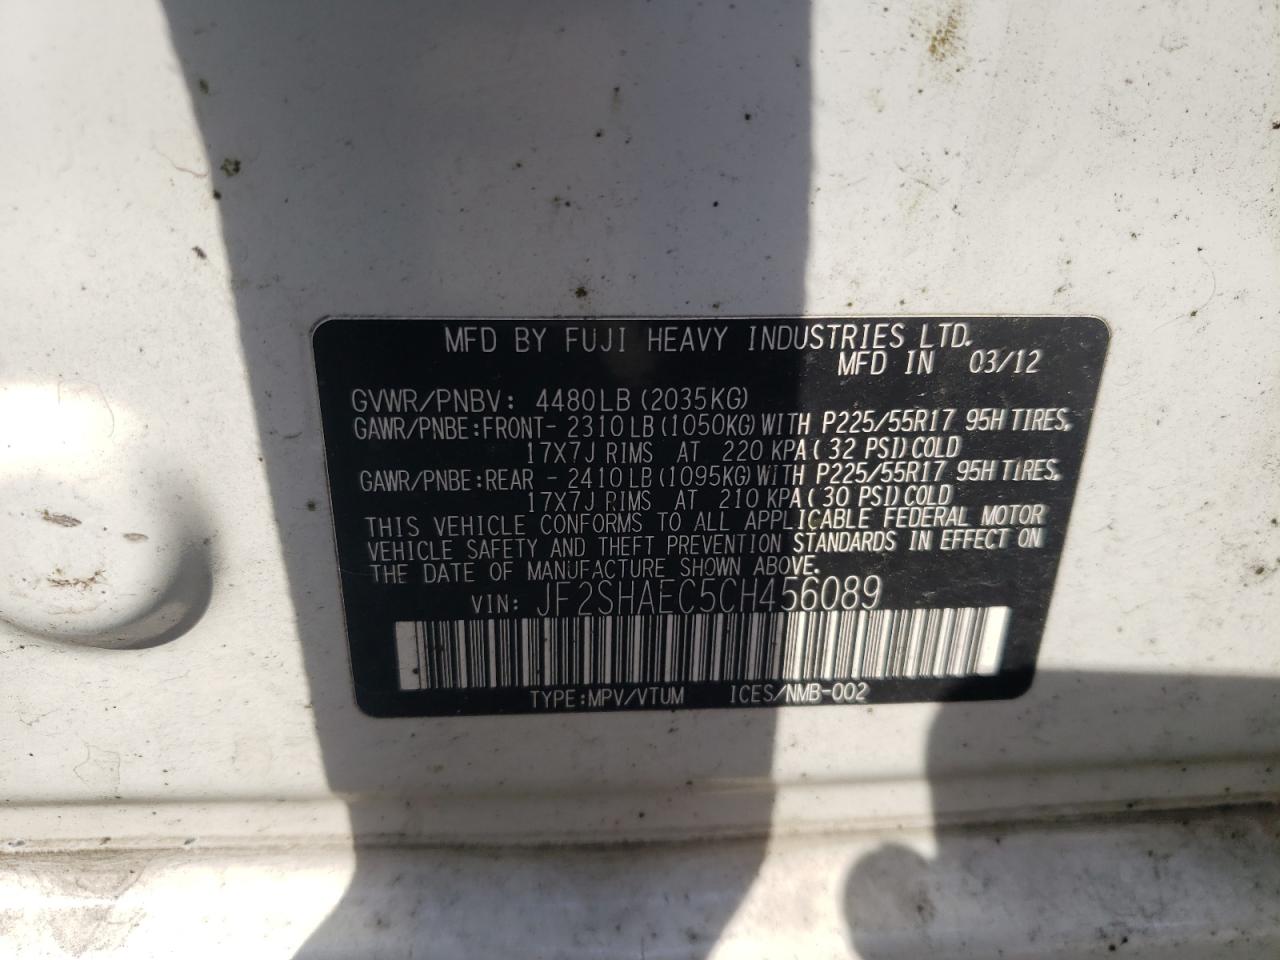 MFD BY FUJI HEAVY INDUSTRIES LTD.
MFD IN 03/12
GVWR/PNBV: 4480LB (2035KG)
GAWR/PNBE:FRONT- 2310LB (1050KG) WITH P225/55R17 95H TIRES,
17X7J RIMS AT 220 KPA (32 PSI) COLD
GAWR/PNBE:REAR - 2410LB (1095KG) WITH P225/55R17 95H TIRES,
17X7J RIMS AT 210 KPA (30 PSI) COLD
THIS VEHICLE CONFORMS TO ALL APPLICABLE FEDERAL MOTOR
VEHICLE SAFETY AND THEFT PREVENTION STANDARDS IN EFFECT ON
THE DATE OF MANUFACTURE SHOWN ABOVE.
VIN: JF2SHAEC5CH456089
TYPE:MPV/VTUM ICES/NMB-002